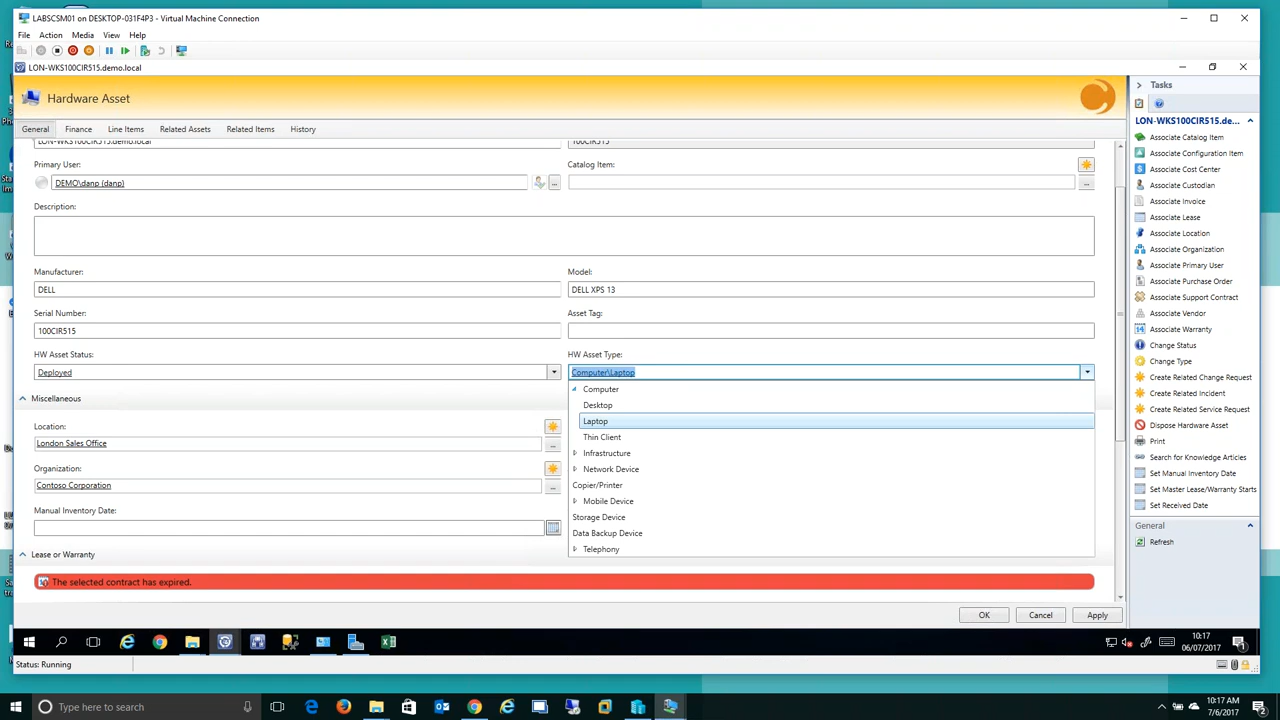 LABSCSM01 on DESKTOP-031F4P3 - Virtual Machine Connection
File Action Media View Help
LON-WKS100CIR515.demo.local
Hardware Asset
General Finance Line Items Related Assets Related Items History
LON-WKS100CIR515.demo.local
100CIR515
Primary User:
Catalog Item:
DEMO\danp (danp)
Description:
Manufacturer:
Model:
DELL
DELL XPS 13
Serial Number:
Asset Tag:
100CIR515
HW Asset Status:
HW Asset Type:
Deployed
Computer\Laptop
Miscellaneous
Location:
London Sales Office
Organization:
Contoso Corporation
Manual Inventory Date:
Lease or Warranty
The selected contract has expired.
Computer
Desktop
Laptop
Thin Client
Infrastructure
Network Device
Copier/Printer
Mobile Device
Storage Device
Data Backup Device
Telephony
OK Cancel Apply
Tasks
LON-WKS100CIR515.de...
Associate Catalog Item
Associate Configuration Item
Associate Cost Center
Associate Custodian
Associate Invoice
Associate Lease
Associate Location
Associate Organization
Associate Primary User
Associate Purchase Order
Associate Support Contract
Associate Vendor
Associate Warranty
Change Status
Change Type
Create Related Change Request
Create Related Incident
Create Related Service Request
Dispose Hardware Asset
Print
Search for Knowledge Articles
Set Manual Inventory Date
Set Master Lease/Warranty Starts
Set Received Date
General
Refresh
10:17
06/07/2017
Status: Running
Type here to search
10:17 AM
7/6/2017